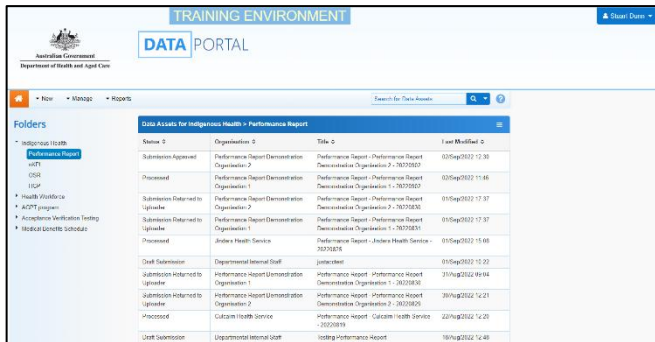 TRAINING ENVIRONMENT
Stuart Dunn
Australian Government
Department of Health and Aged Care
DATA PORTAL
New Manage Reports
Search for Data Assets
Folders
Indigenous Health
Performance Report
nKPI
OSR
HCP
Health Workforce
AGPT program
Acceptance Verification Testing
Medical Benefits Schedule
Data Assets for Indigenous Health > Performance Report
Status Organisation Title Last Modified
Submission Approved Performance Report Demonstration Performance Report - Performance Report 02/Sep/2022 12:30
Organisation 2 Demonstration Organisation 2 - 20220902
Processed Performance Report Demonstration Performance Report - Performance Report 02/Sep/2022 11:46
Organisation 1 Demonstration Organisation 1 - 20220902
Submission Returned to Performance Report Demonstration Performance Report - Performance Report 01/Sep/2022 17:37
Uploader Organisation 2 Demonstration Organisation 2 - 20220830
Submission Returned to Performance Report Demonstration Performance Report - Performance Report 01/Sep/2022 17:37
Uploader Organisation 1 Demonstration Organisation 1 - 20220831
Processed Jindera Health Service Performance Report - Jindera Health Service - 01/Sep/2022 15:08
20220826
Draft Submission Departmental Internal Staff justacctest 01/Sep/2022 10:22
Submission Returned to Performance Report Demonstration Performance Report - Performance Report 31/Aug/2022 09:04
Uploader Organisation 1 Demonstration Organisation 1 - 20220830
Submission Returned to Performance Report Demonstration Performance Report - Performance Report 30/Aug/2022 12:21
Uploader Organisation 2 Demonstration Organisation 2 - 20220829
Processed Culcairn Health Service Performance Report - Culcairn Health Service 22/Aug/2022 12:20
- 20220819
Draft Submission Departmental Internal Staff Testing Performance Report 18/Aug/2022 12:48